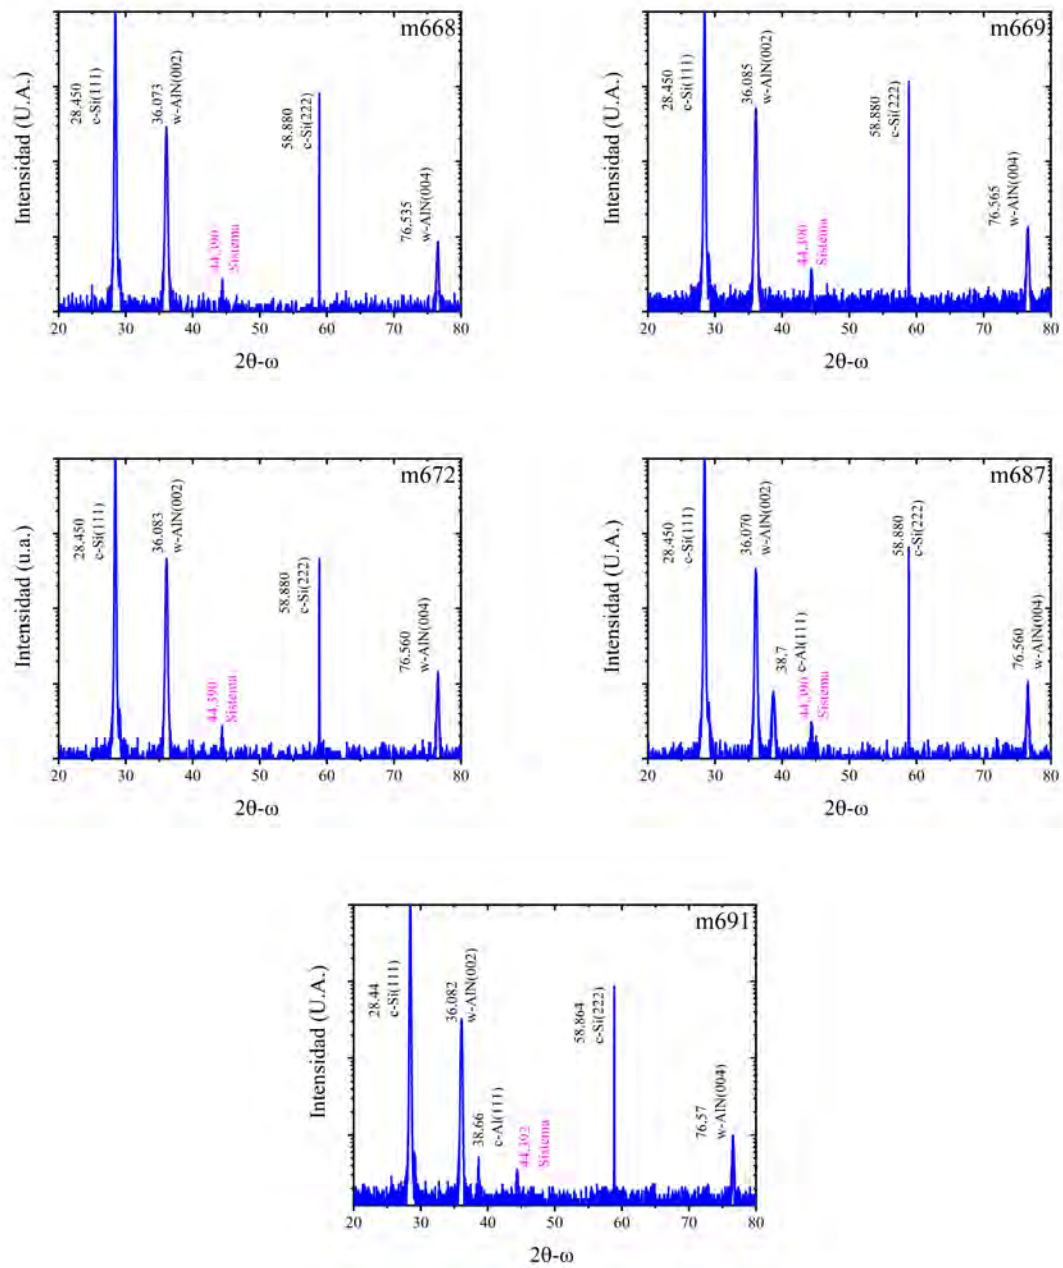 m668
Intensidad (U.A.)
28.450
c-Si(111)
36.073
w-AlN(002)
44.390
Sistema
58.880
c-Si(222)
76.535
w-AlN(004)
20 30 40 50 60 70 80
2θ-ω
m669
Intensidad (U.A.)
28.450
c-Si(111)
36.085
w-AlN(002)
44.390
Sistema
58.880
c-Si(222)
76.565
w-AlN(004)
20 30 40 50 60 70 80
2θ-ω
m672
Intensidad (u.a.)
28.450
c-Si(111)
36.083
w-AlN(002)
44.390
Sistema
58.880
c-Si(222)
76.560
w-AlN(004)
20 30 40 50 60 70 80
2θ-ω
m687
Intensidad (U.A.)
28.450
c-Si(111)
36.070
w-AlN(002)
38.7
c-Al(111)
44.390
Sistema
58.880
c-Si(222)
76.560
w-AlN(004)
20 30 40 50 60 70 80
2θ-ω
m691
Intensidad (U.A.)
28.44
c-Si(111)
36.082
w-AlN(002)
38.66
c-Al(111)
44.392
Sistema
58.864
c-Si(222)
76.57
w-AlN(004)
20 30 40 50 60 70 80
2θ-ω